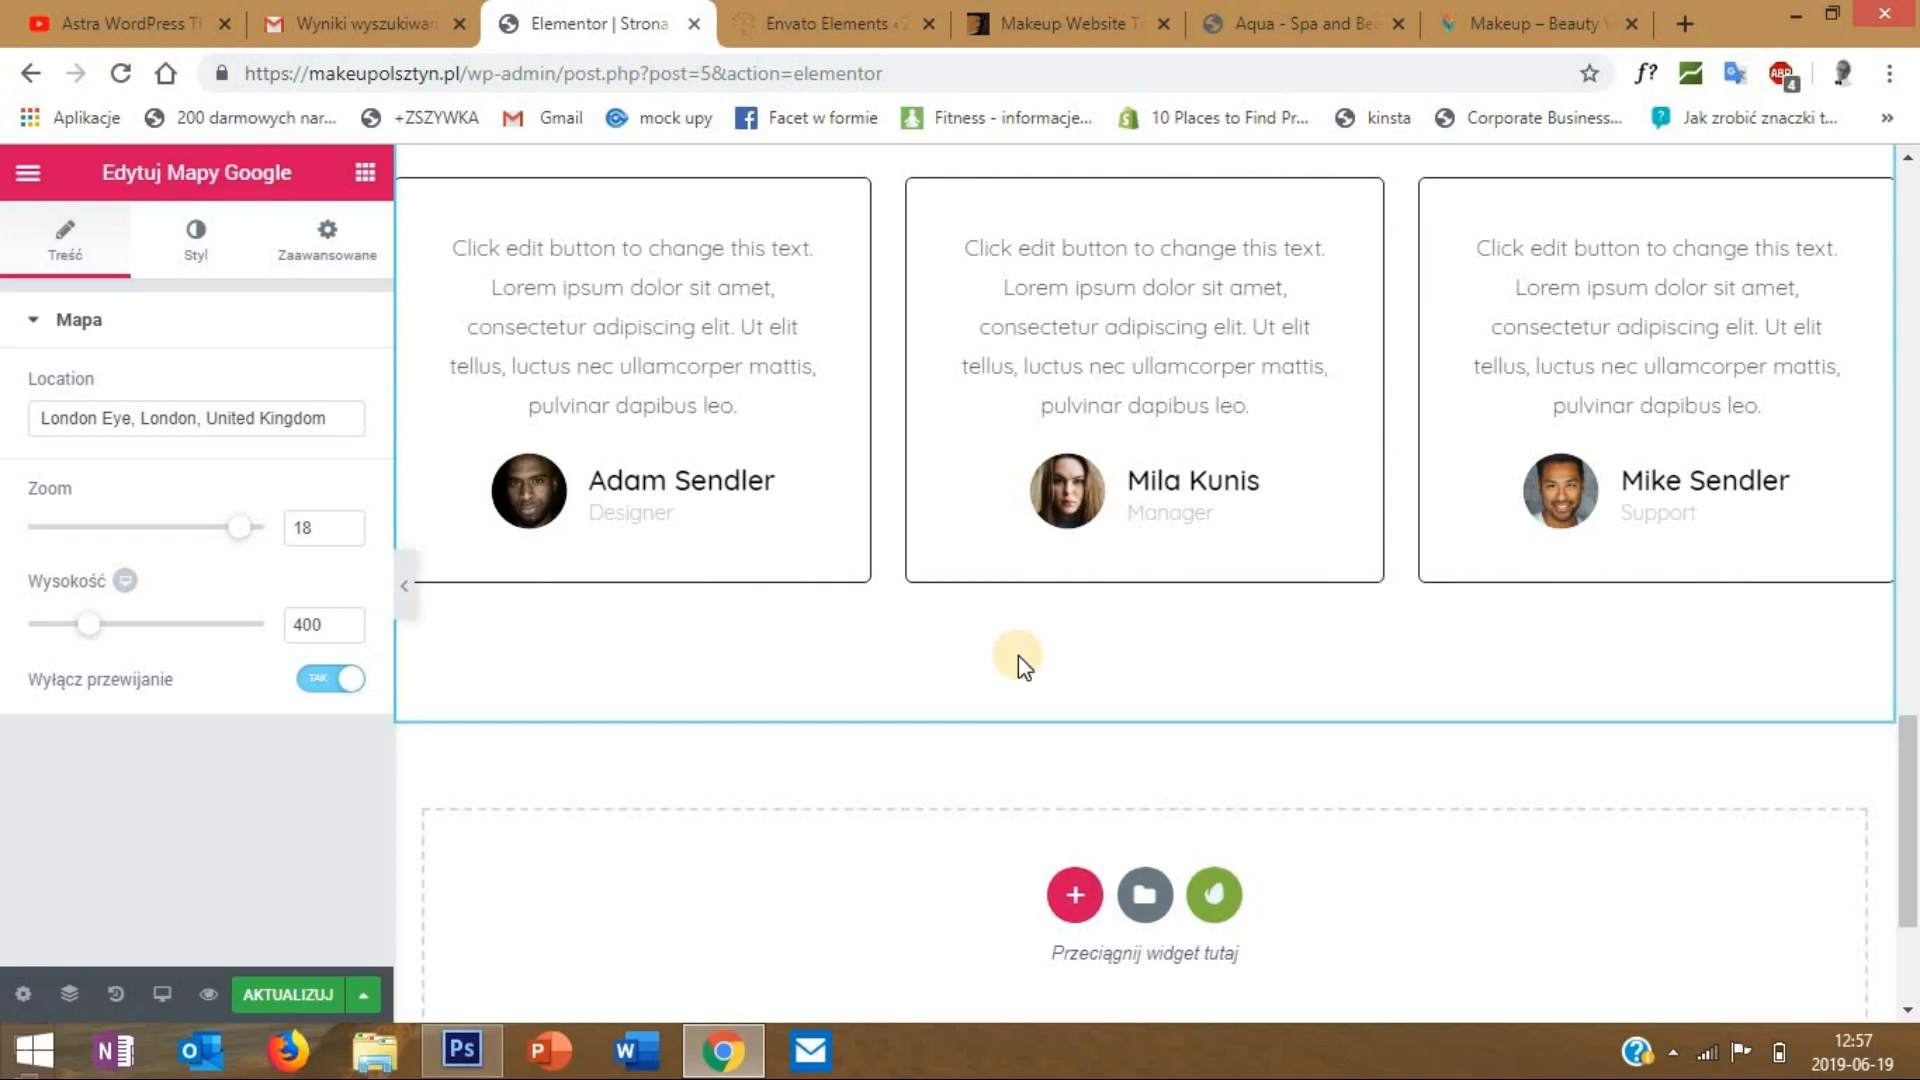 Astra WordPress T
Wyniki wyszukiwan
Elementor | Strona
Envato Elements
Makeup Website T
Aqua - Spa and Be
Makeup – Beauty
https://makeupolsztyn.pl/wp-admin/post.php?post=5&action=elementor
f?
ABP
4
Aplikacje
200 darmowych nar...
+ZSZYWKA
Gmail
mock upy
Facet w formie
Fitness - informacje...
10 Places to Find Pr...
kinsta
Corporate Business...
Jak zrobić znaczki t...
»
Edytuj Mapy Google
Treść
Styl
Zaawansowane
Mapa
Location
London Eye, London, United Kingdom
Zoom
18
Wysokość
400
Wyłącz przewijanie
TAK
AKTUALIZUJ
Click edit button to change this text.
Lorem ipsum dolor sit amet,
consectetur adipiscing elit. Ut elit
tellus, luctus nec ullamcorper mattis,
pulvinar dapibus leo.
Adam Sendler
Designer
Click edit button to change this text.
Lorem ipsum dolor sit amet,
consectetur adipiscing elit. Ut elit
tellus, luctus nec ullamcorper mattis,
pulvinar dapibus leo.
Mila Kunis
Manager
Click edit button to change this text.
Lorem ipsum dolor sit amet,
consectetur adipiscing elit. Ut elit
tellus, luctus nec ullamcorper mattis,
pulvinar dapibus leo.
Mike Sendler
Support
Przeciągnij widget tutaj
N
O
Ps
P
W
12:57
2019-06-19